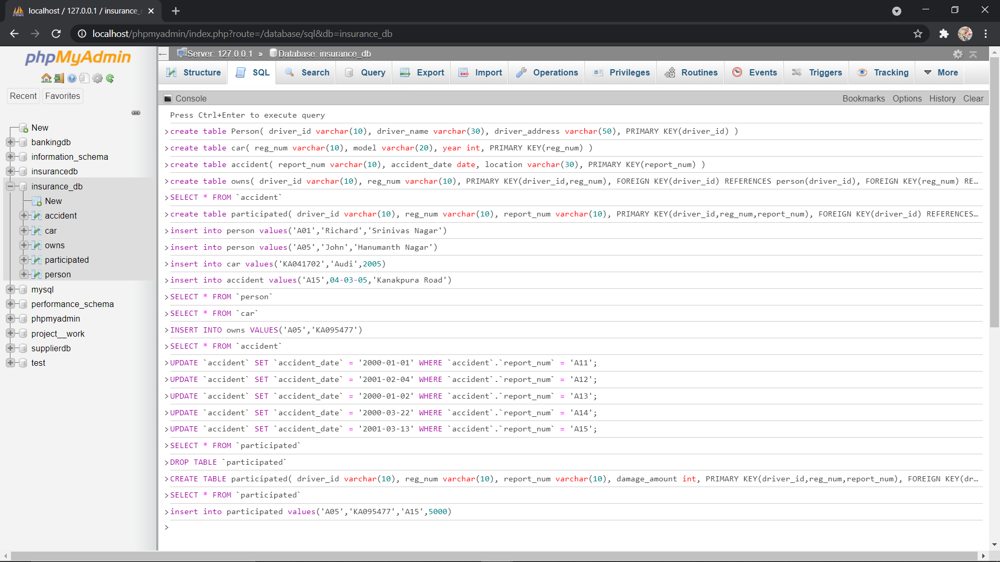 localhost / 127.0.0.1 / insurance_
localhost/phpmyadmin/index.php?route=/database/sql&db=insurance_db
phpMyAdmin
Recent Favorites
New
bankingdb
information_schema
insurancedb
insurance_db
New
accident
car
owns
participated
person
mysql
performance_schema
phpmyadmin
project__work
supplierdb
test
Server: 127.0.0.1 » Database: insurance_db
Structure SQL Search Query Export Import Operations Privileges Routines Events Triggers Tracking More
Console Bookmarks Options History Clear
Press Ctrl+Enter to execute query
>create table Person( driver_id varchar(10), driver_name varchar(30), driver_address varchar(50), PRIMARY KEY(driver_id) )
>create table car( reg_num varchar(10), model varchar(20), year int, PRIMARY KEY(reg_num) )
>create table accident( report_num varchar(10), accident_date date, location varchar(30), PRIMARY KEY(report_num) )
>create table owns( driver_id varchar(10), reg_num varchar(10), PRIMARY KEY(driver_id,reg_num), FOREIGN KEY(driver_id) REFERENCES person(driver_id), FOREIGN KEY(reg_num) RE…
>SELECT * FROM `accident`
>create table participated( driver_id varchar(10), reg_num varchar(10), report_num varchar(10), PRIMARY KEY(driver_id,reg_num,report_num), FOREIGN KEY(driver_id) REFERENCES…
>insert into person values('A01','Richard','Srinivas Nagar')
>insert into person values('A05','John','Hanumanth Nagar')
>insert into car values('KA041702','Audi',2005)
>insert into accident values('A15',04-03-05,'Kanakpura Road')
>SELECT * FROM `person`
>SELECT * FROM `car`
>INSERT INTO owns VALUES('A05','KA095477')
>SELECT * FROM `accident`
>UPDATE `accident` SET `accident_date` = '2000-01-01' WHERE `accident`.`report_num` = 'A11';
>UPDATE `accident` SET `accident_date` = '2001-02-04' WHERE `accident`.`report_num` = 'A12';
>UPDATE `accident` SET `accident_date` = '2000-01-02' WHERE `accident`.`report_num` = 'A13';
>UPDATE `accident` SET `accident_date` = '2000-03-22' WHERE `accident`.`report_num` = 'A14';
>UPDATE `accident` SET `accident_date` = '2001-03-13' WHERE `accident`.`report_num` = 'A15';
>SELECT * FROM `participated`
>DROP TABLE `participated`
>CREATE TABLE participated( driver_id varchar(10), reg_num varchar(10), report_num varchar(10), damage_amount int, PRIMARY KEY(driver_id,reg_num,report_num), FOREIGN KEY(dr…
>SELECT * FROM `participated`
>insert into participated values('A05','KA095477','A15',5000)
>